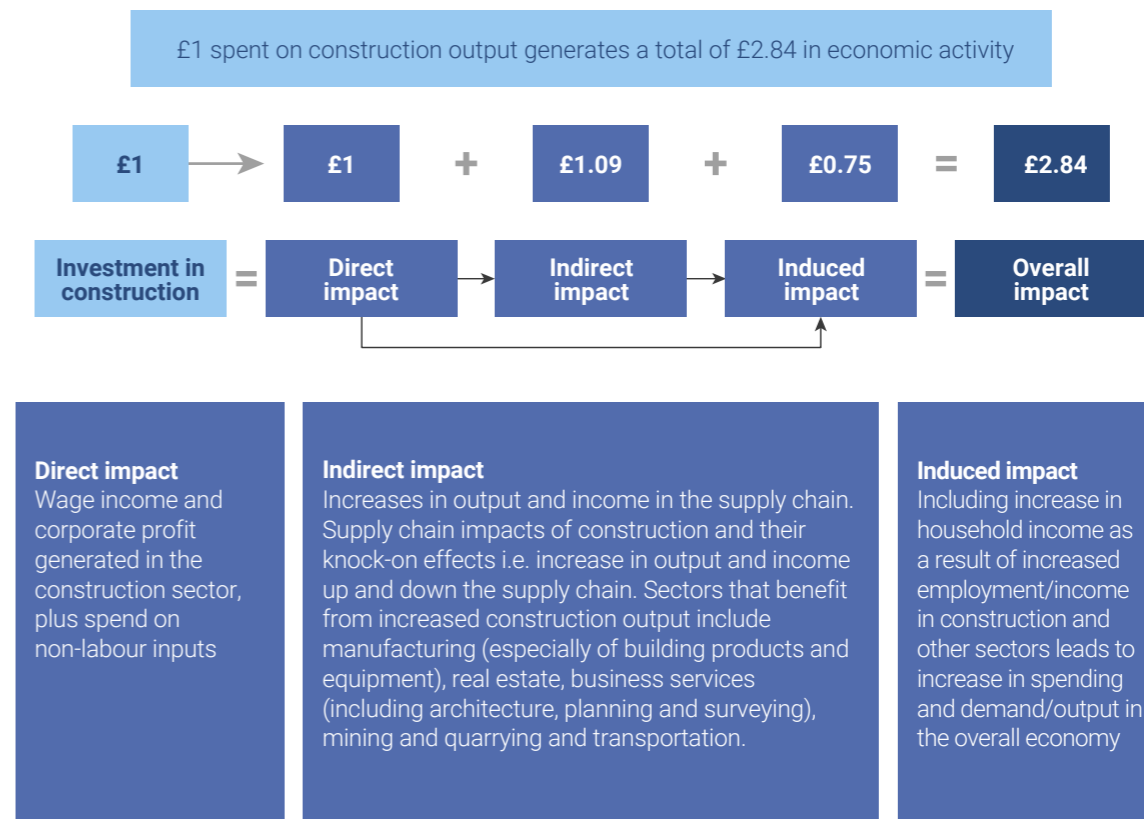 £1 spent on construction output generates a total of £2.84 in economic activity
£1
£1
+
£1.09
+
£0.75
=
£2.84
Investment in
construction
=
Direct
impact
Indirect
impact
Induced
impact
=
Overall
impact
Direct impact
Wage income and
corporate profit
generated in the
construction sector,
plus spend on
non-labour inputs
Indirect impact
Increases in output and income in the supply chain.
Supply chain impacts of construction and their
knock-on effects i.e. increase in output and income
up and down the supply chain. Sectors that benefit
from increased construction output include
manufacturing (especially of building products and
equipment), real estate, business services
(including architecture, planning and surveying),
mining and quarrying and transportation.
Induced impact
Including increase in
household income as
a result of increased
employment/income
in construction and
other sectors leads to
increase in spending
and demand/output in
the overall economy